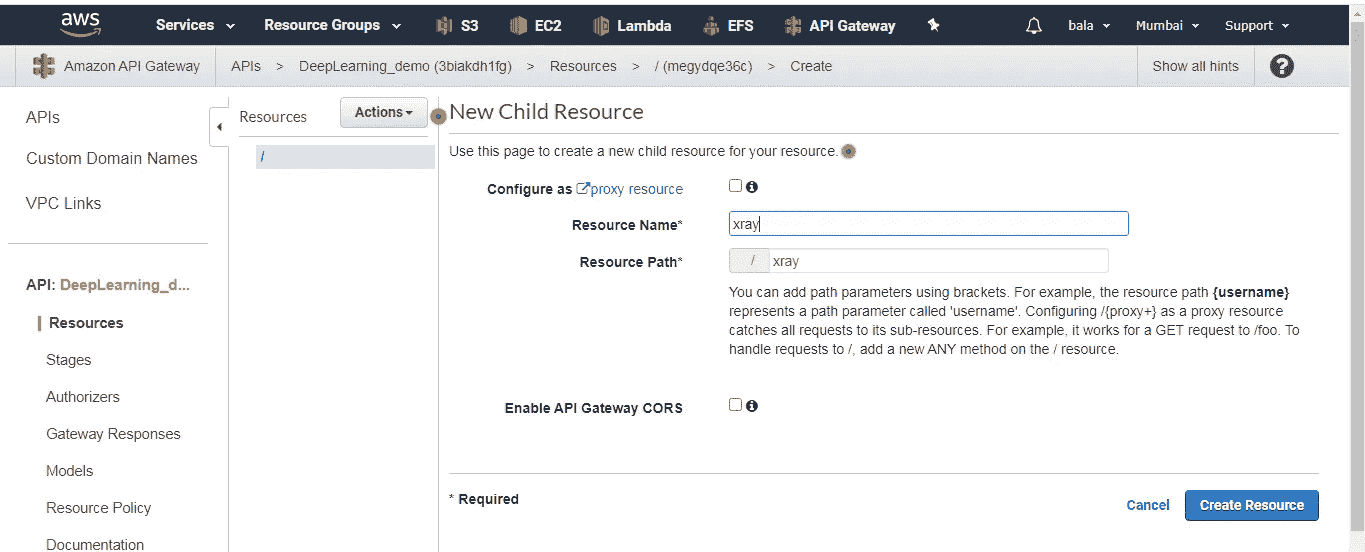 aws Services Resource Groups S3 EC2 Lambda EFS API Gateway bala Mumbai Support
Amazon API Gateway APIs > DeepLearning_demo (3biakdh1fg) > Resources > / (megydqe36c) > Create Show all hints ?
APIs
Custom Domain Names
VPC Links
API: DeepLearning_d...
Resources
Stages
Authorizers
Gateway Responses
Models
Resource Policy
Documentation
Resources
Actions
/
New Child Resource
Use this page to create a new child resource for your resource.
Configure as proxy resource
Resource Name* xray
Resource Path* / xray
You can add path parameters using brackets. For example, the resource path {username}
represents a path parameter called 'username'. Configuring /{proxy+} as a proxy resource
catches all requests to its sub-resources. For example, it works for a GET request to /foo. To
handle requests to /, add a new ANY method on the / resource.
Enable API Gateway CORS
* Required
Cancel Create Resource